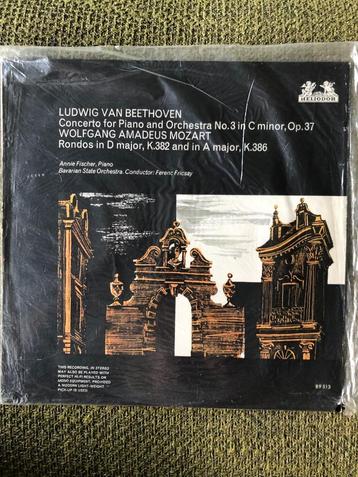 HELIODOR
LUDWIG VAN BEETHOVEN
Concerto for Piano and Orchestra No.3 in C minor, Op.37
WOLFGANG AMADEUS MOZART
Rondos in D major, K.382 and in A major, K.386
Annie Fischer, Piano
Bavarian State Orchestra. Conductor: Ferenc Fricsay
THIS RECORDING, IN STEREO
MAY ALSO BE PLAYED WITH
PERFECT HI-FI RESULTS ON
MONO EQUIPMENT, PROVIDED
A MODERN LIGHT-WEIGHT
PICK-UP IS USED
89 513